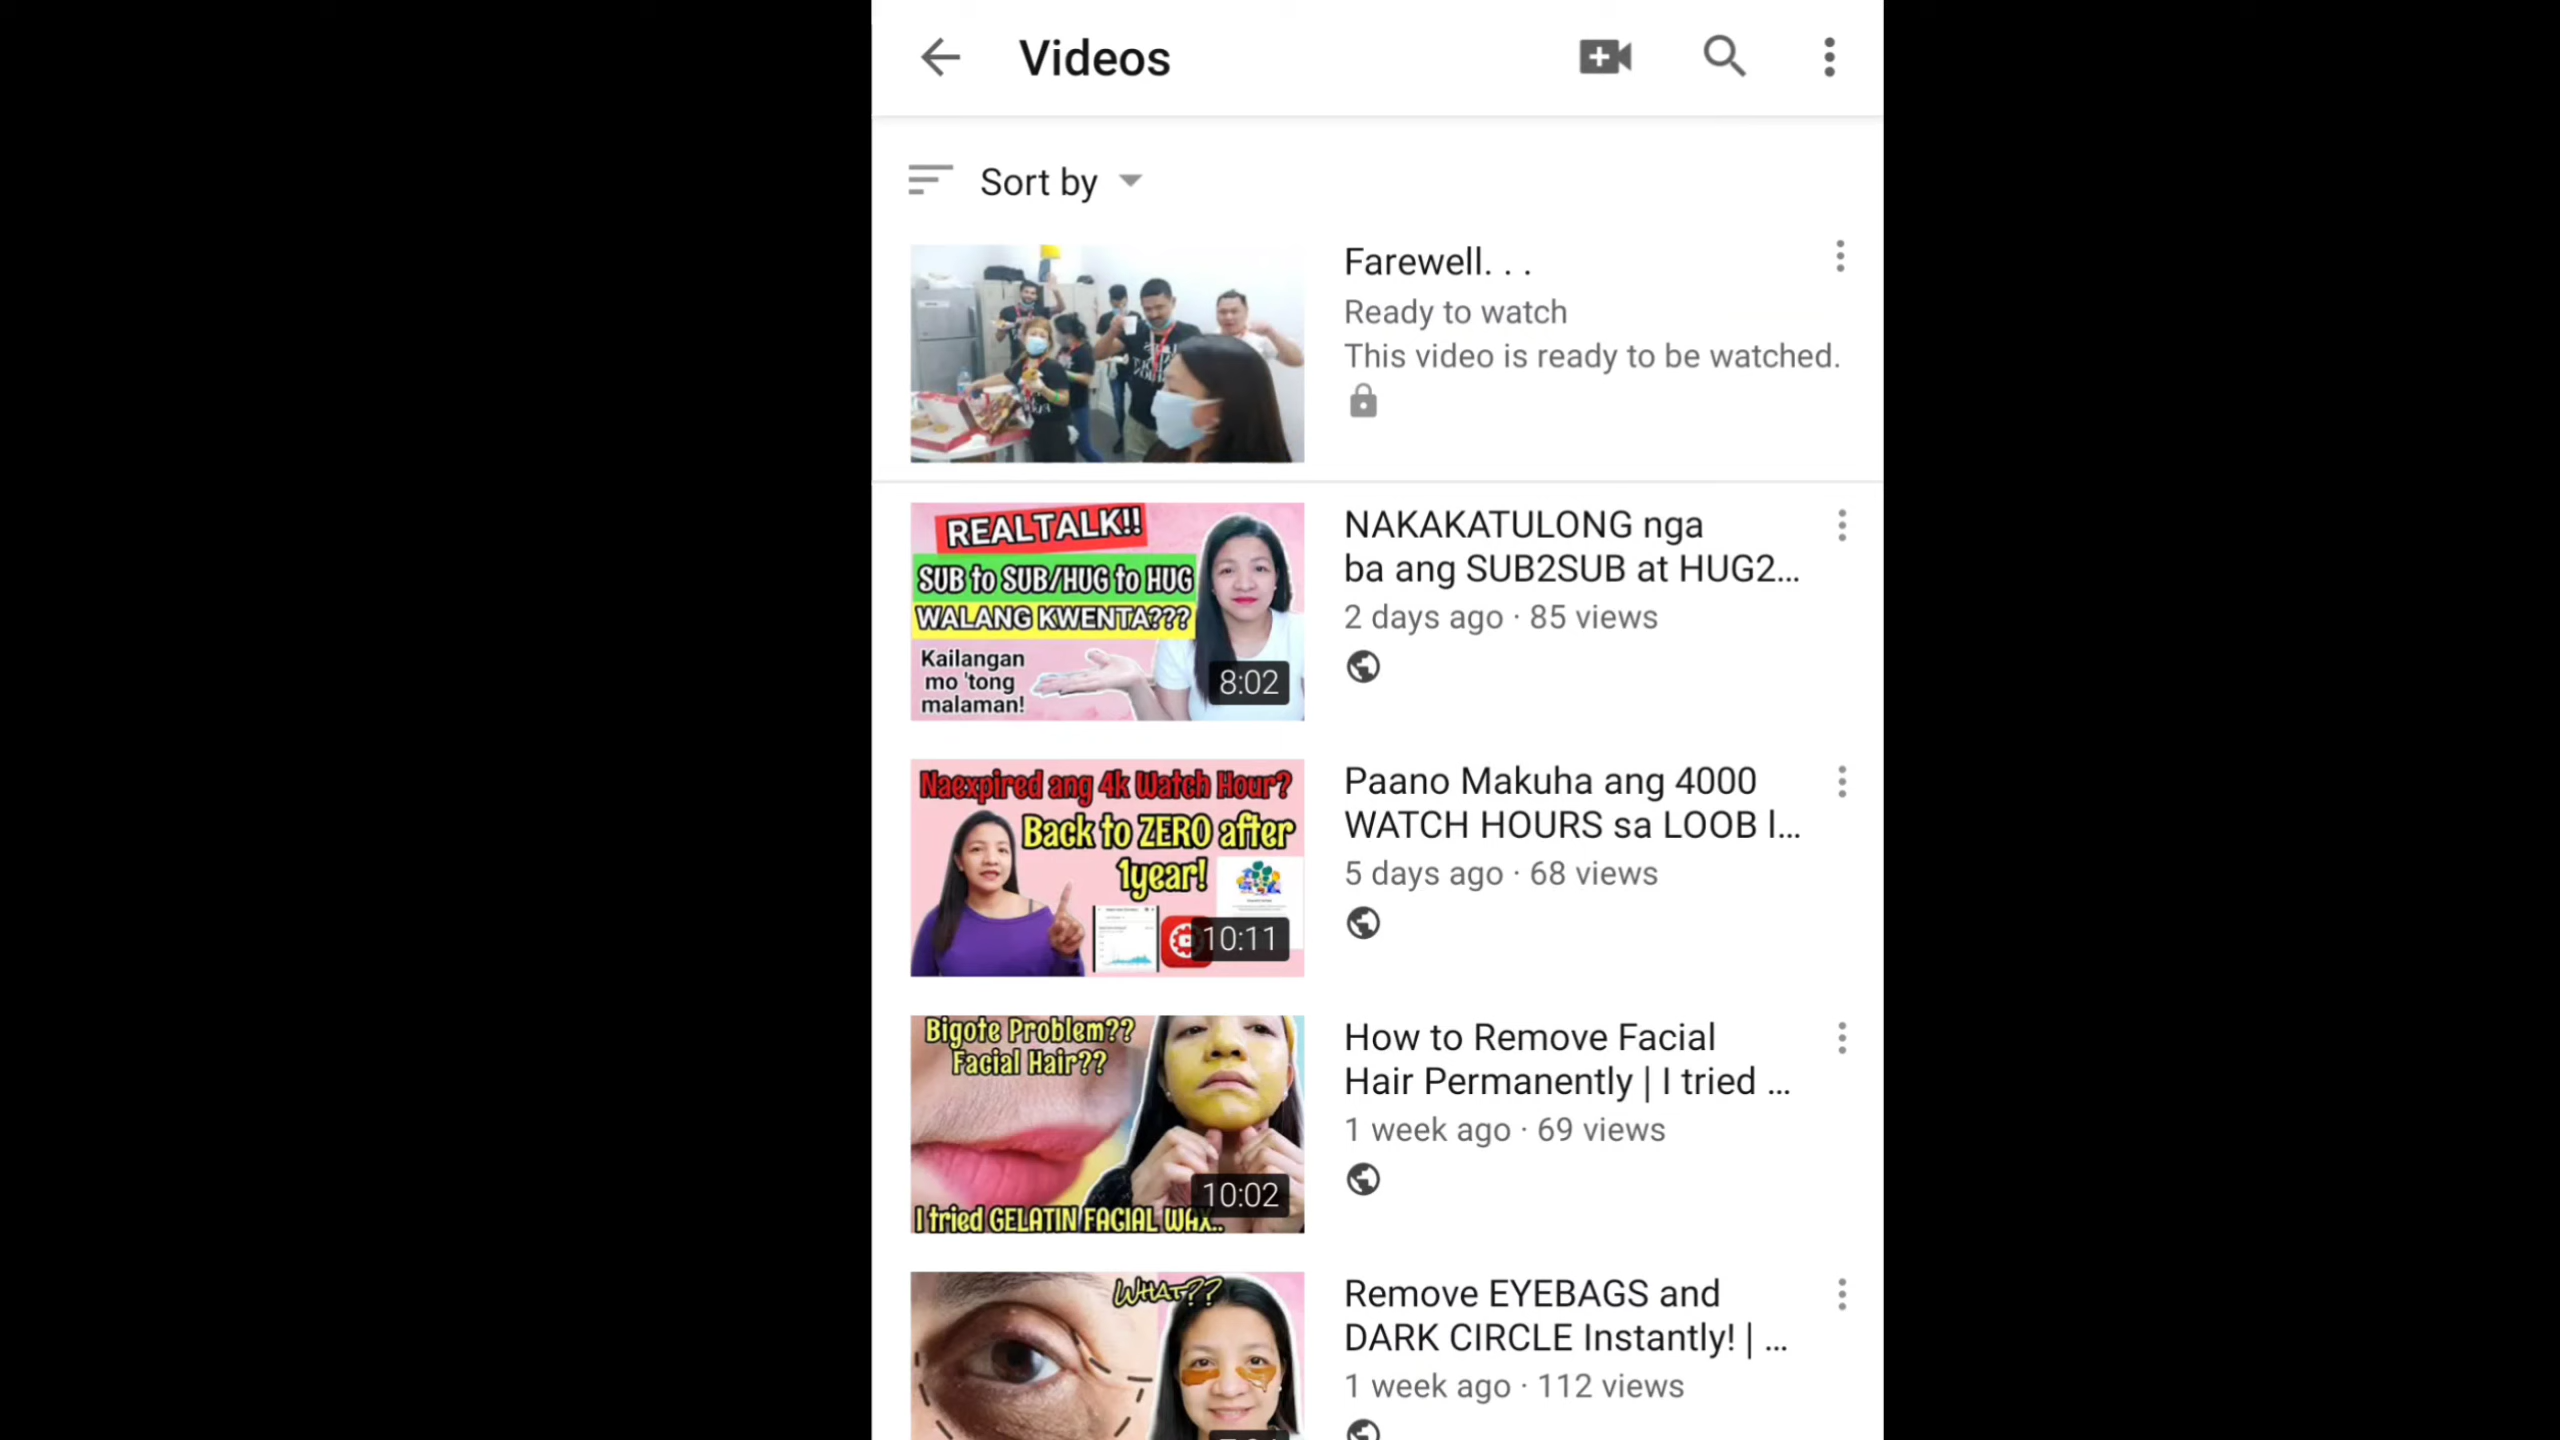 Videos
Sort by
Farewell. . .
Ready to watch
This video is ready to be watched.
REALTALK!!
SUB to SUB/HUG to HUG
WALANG KWENTA???
Kailangan
mo 'tong
malaman!
8:02
NAKAKATULONG nga
ba ang SUB2SUB at HUG2...
2 days ago · 85 views
Naexpired ang 4k Watch Hour?
Back to ZERO after
1year!
10:11
Paano Makuha ang 4000
WATCH HOURS sa LOOB l...
5 days ago · 68 views
Bigote Problem??
Facial Hair??
10:02
I tried GELATIN FACIAL WAX..
How to Remove Facial
Hair Permanently | I tried ...
1 week ago · 69 views
WHAT??
Remove EYEBAGS and
DARK CIRCLE Instantly! | ...
1 week ago · 112 views